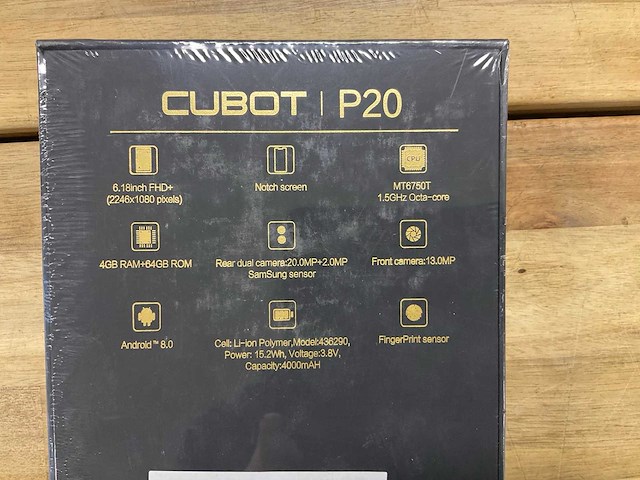 CUBOT | P20
6.18inch FHD+
(2246x1080 pixels)
Notch screen
CPU
MT6750T
1.5GHz Octa-core
4GB RAM+64GB ROM
Rear dual camera:20.0MP+2.0MP
SamSung sensor
Front camera:13.0MP
Android™ 8.0
Cell: Li-ion Polymer,Model:436290,
Power: 15.2Wh, Voltage:3.8V,
Capacity:4000mAH
FingerPrint sensor